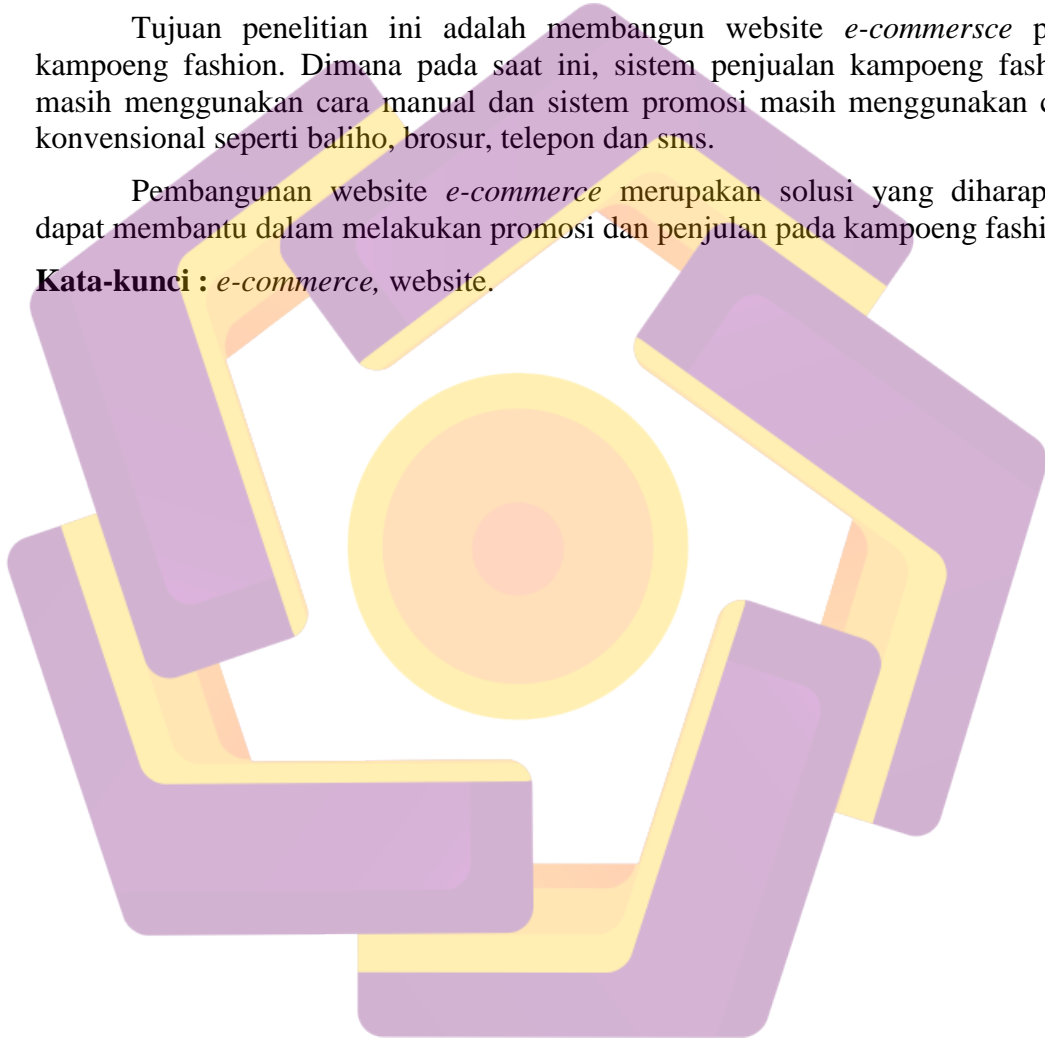 Tujuan penelitian ini adalah membangun website e-commersce p
kampoeng fashion. Dimana pada saat ini, sistem penjualan kampoeng fash
masih menggunakan cara manual dan sistem promosi masih menggunakan c
konvensional seperti baliho, brosur, telepon dan sms.
Pembangunan website e-commerce merupakan solusi yang diharap
dapat membantu dalam melakukan promosi dan penjulan pada kampoeng fashi
Kata-kunci : e-commerce, website.